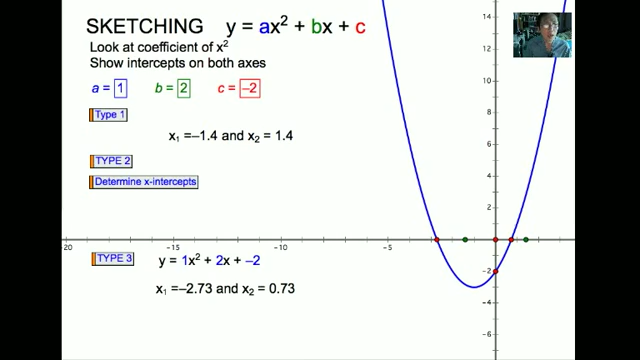 SKETCHING y = ax² + bx + c
Look at coefficient of x²
Show intercepts on both axes
a = 1 b = 2 c = –2
Type 1
x₁ =–1.4 and x₂ = 1.4
TYPE 2
Determine x-intercepts
TYPE 3 y = 1x² + 2x + –2
x₁ =–2.73 and x₂ = 0.73
14
12
10
8
6
4
2
-20 -15 -10 -5
-2
-4
-6